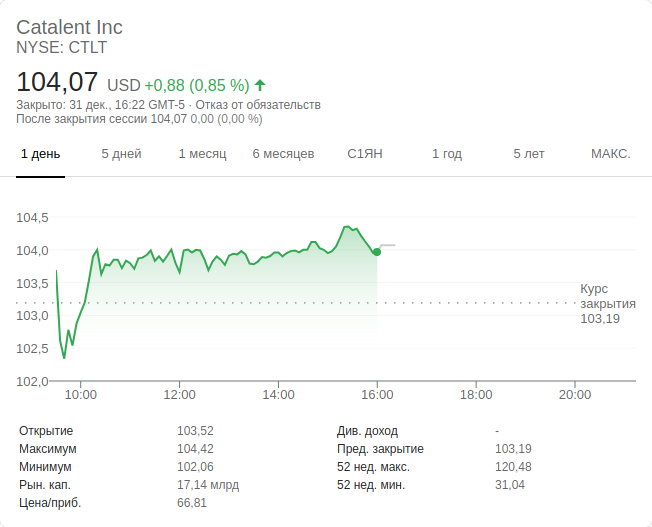 Catalent Inc
NYSE: CTLT
104,07 USD +0,88 (0,85 %)
Закрыто: 31 дек., 16:22 GMT-5 · Отказ от обязательств
После закрытия сессии 104,07 0,00 (0,00 %)
1 день 5 дней 1 месяц 6 месяцев С1ЯН 1 год 5 лет МАКС.
104,5
104,0
103,5
103,0
102,5
102,0
Курс
закрытия
103,19
10:00 12:00 14:00 16:00 18:00 20:00
Открытие 103,52 Див. доход -
Максимум 104,42 Пред. закрытие 103,19
Минимум 102,06 52 нед. макс. 120,48
Рын. кап. 17,14 млрд 52 нед. мин. 31,04
Цена/приб. 66,81